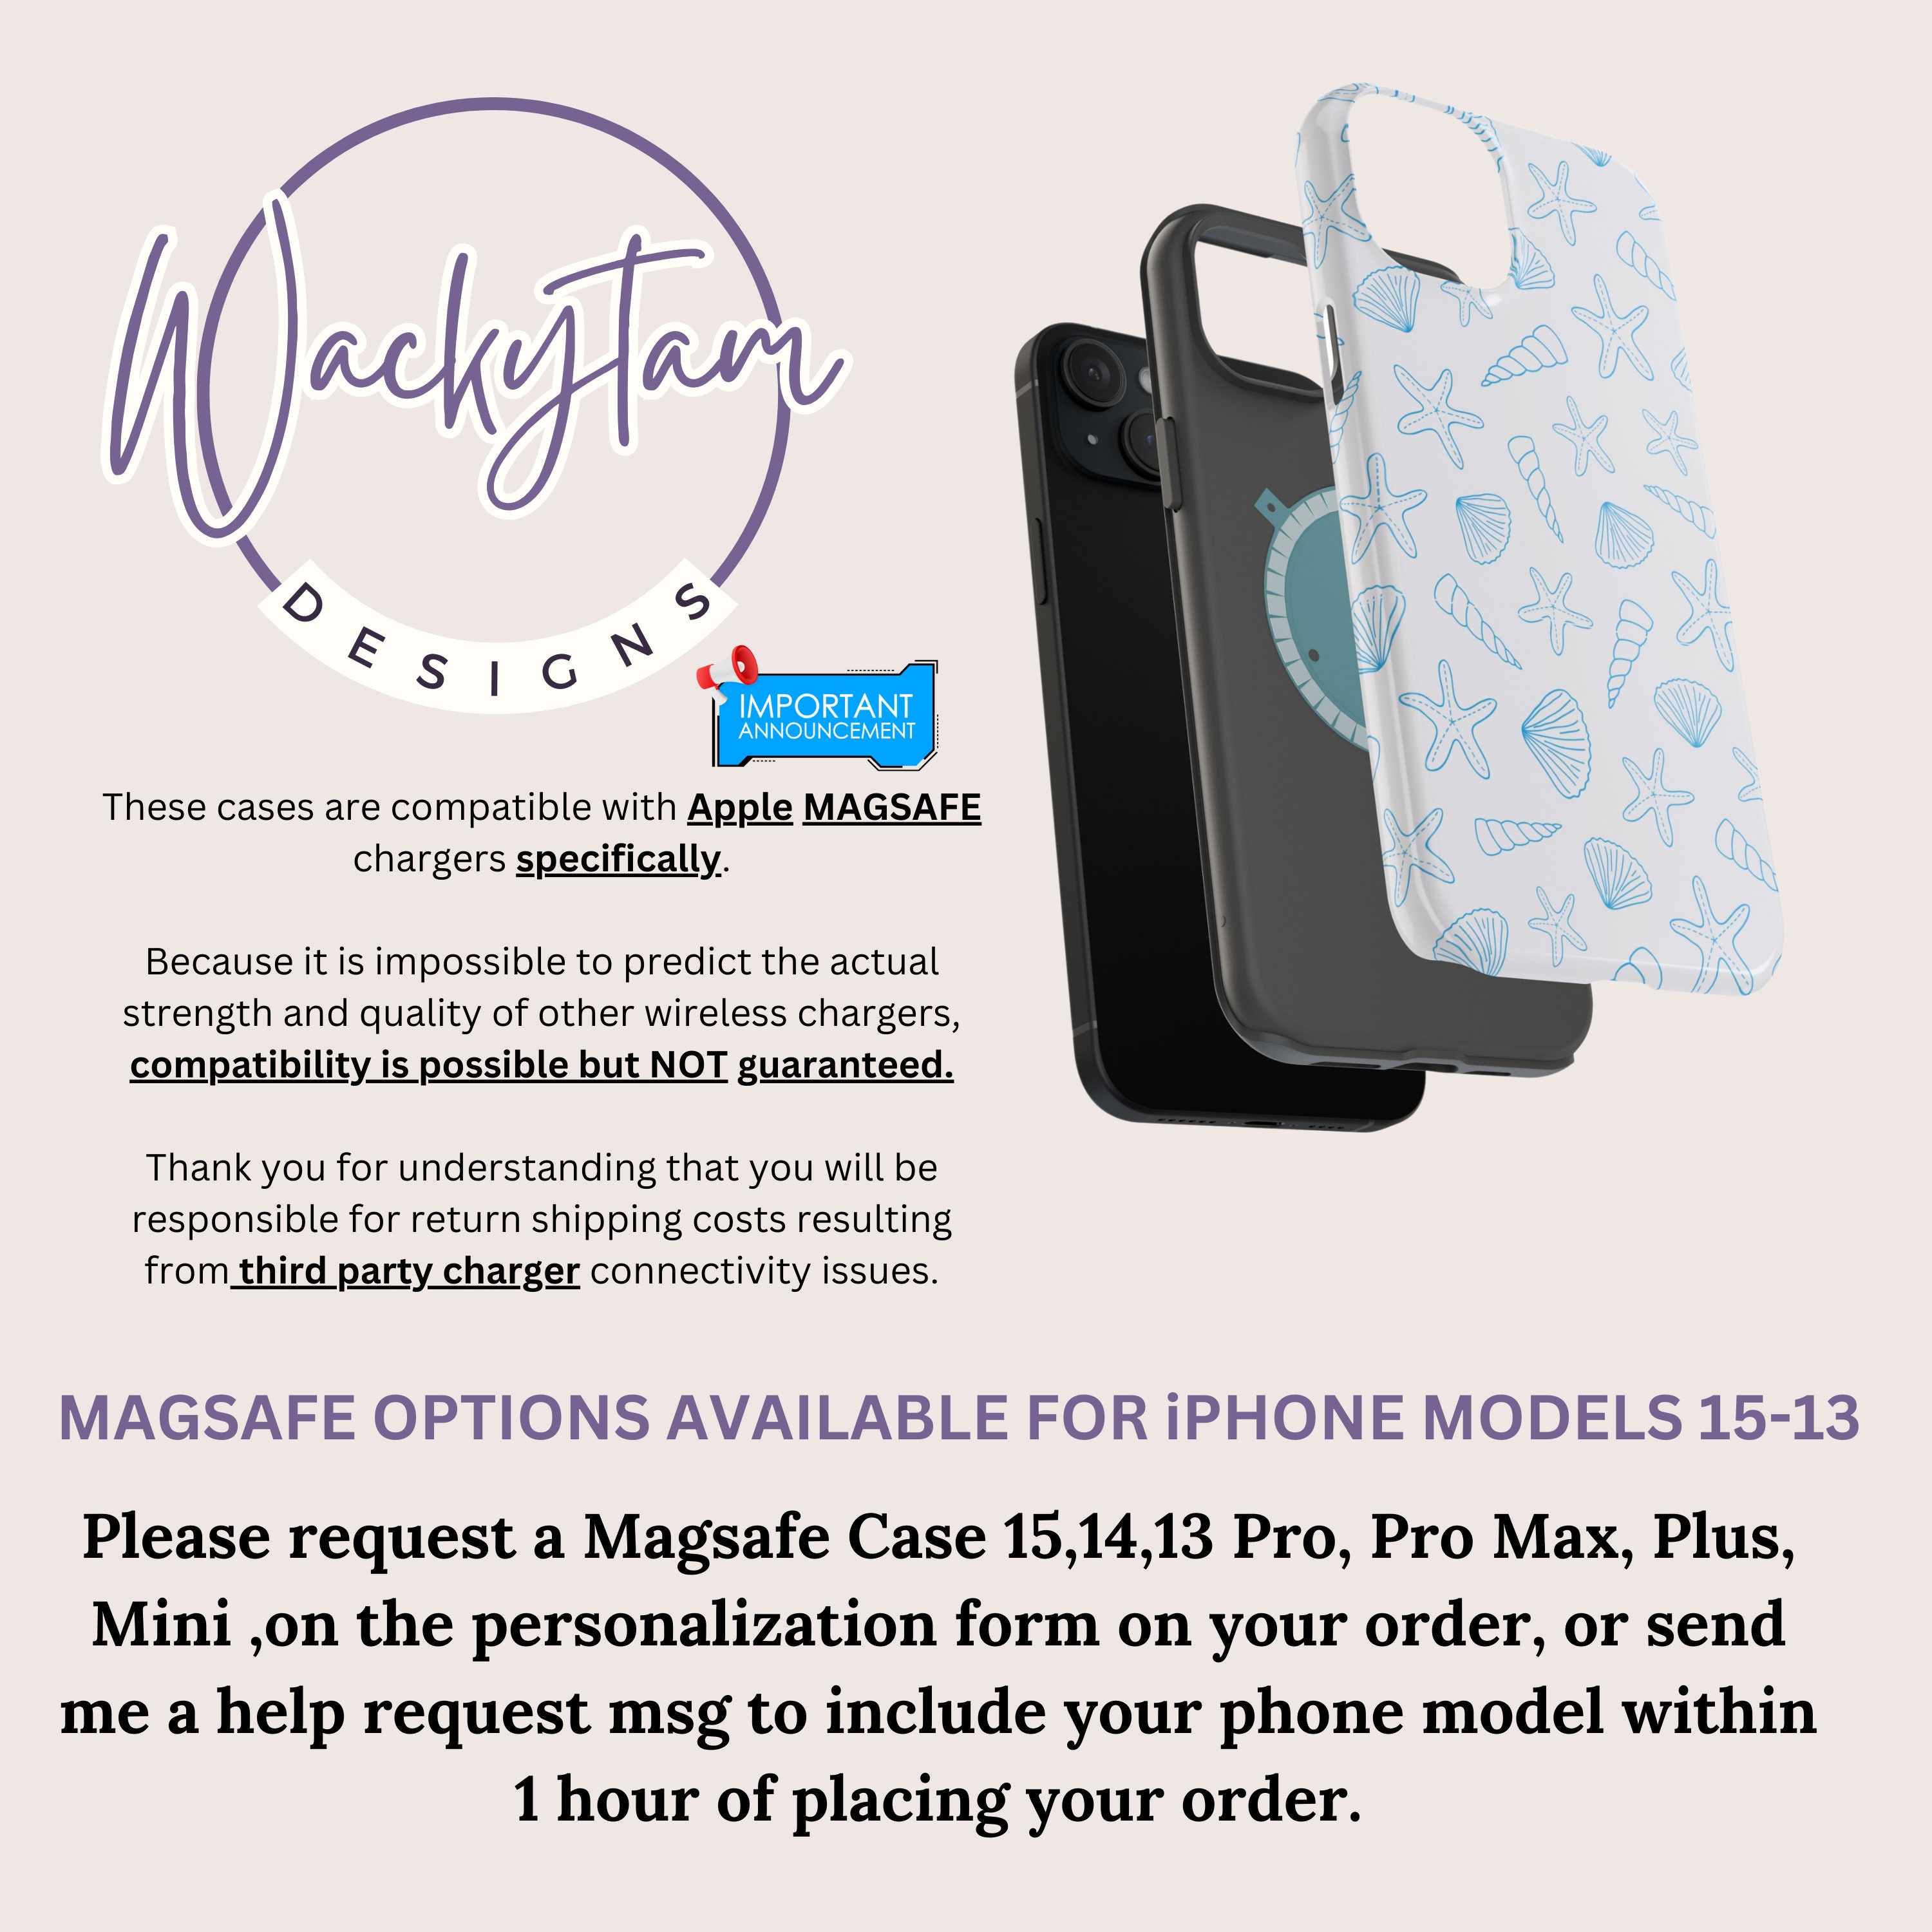 Wackytam
DESIGNS
IMPORTANT
ANNOUNCEMENT
These cases are compatible with Apple MAGSAFE
chargers specifically.
Because it is impossible to predict the actual
strength and quality of other wireless chargers,
compatibility is possible but NOT guaranteed.
Thank you for understanding that you will be
responsible for return shipping costs resulting
from third party charger connectivity issues.
MAGSAFE OPTIONS AVAILABLE FOR iPHONE MODELS 15-13
Please request a Magsafe Case 15,14,13 Pro, Pro Max, Plus,
Mini ,on the personalization form on your order, or send
me a help request msg to include your phone model within
1 hour of placing your order.